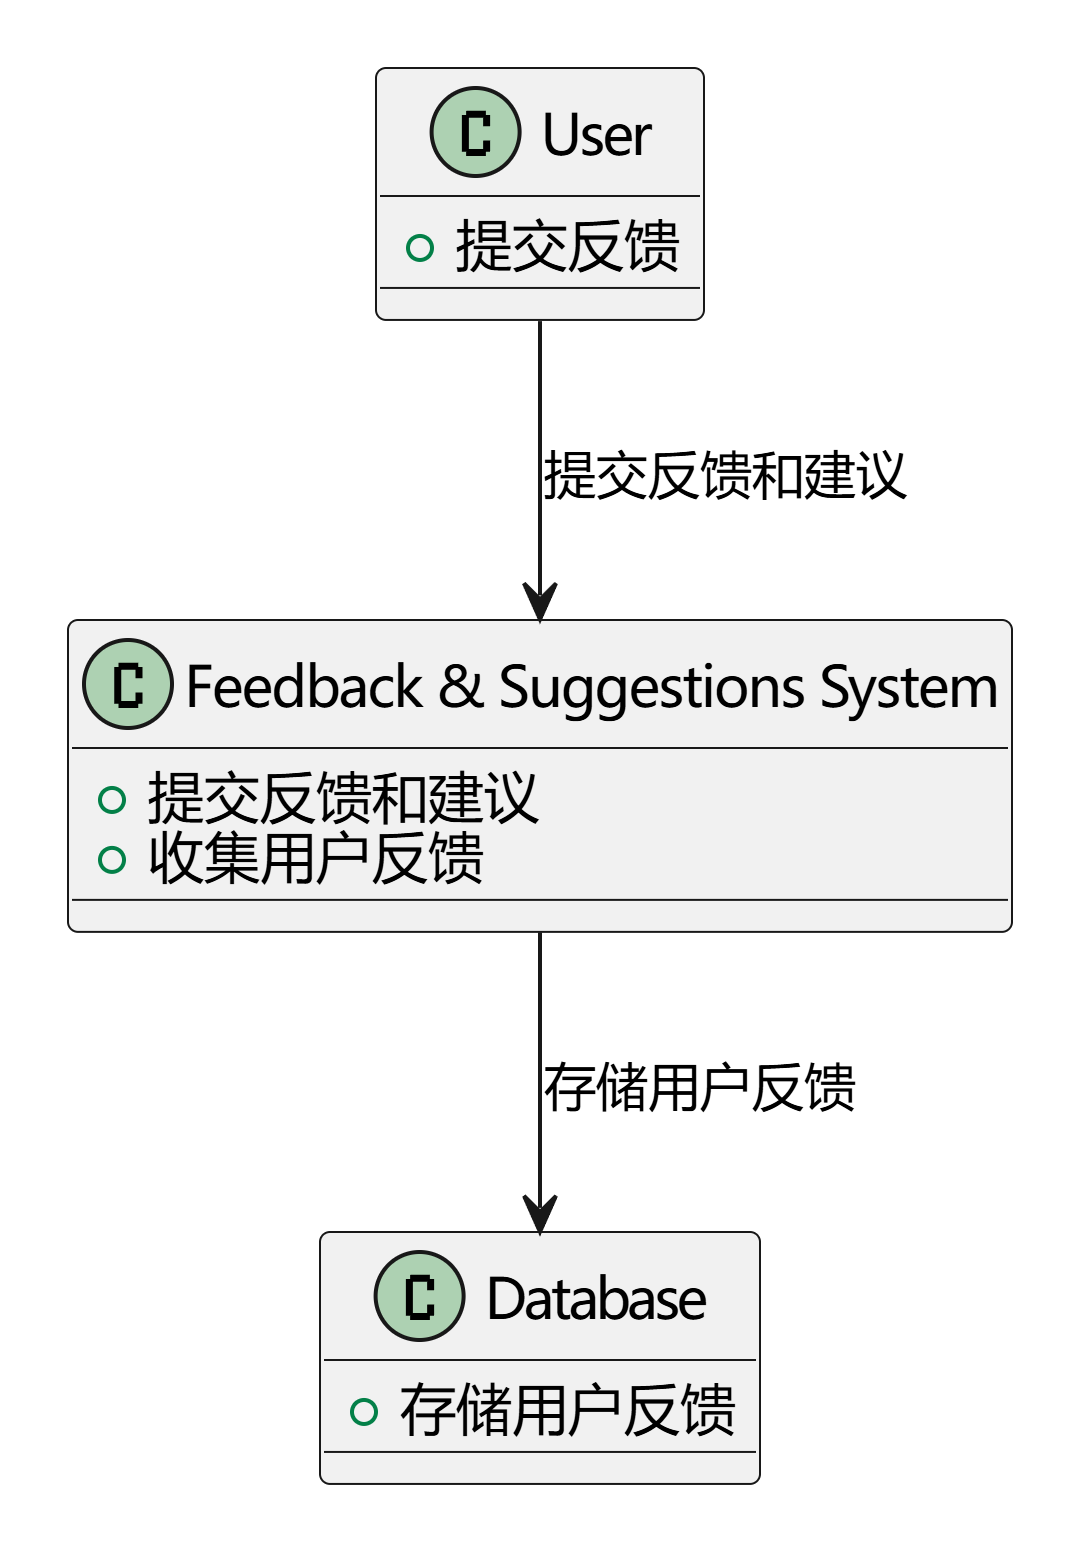 C User
提交反馈
提交反馈和建议
C Feedback & Suggestions System
提交反馈和建议
收集用户反馈
存储用户反馈
C Database
存储用户反馈